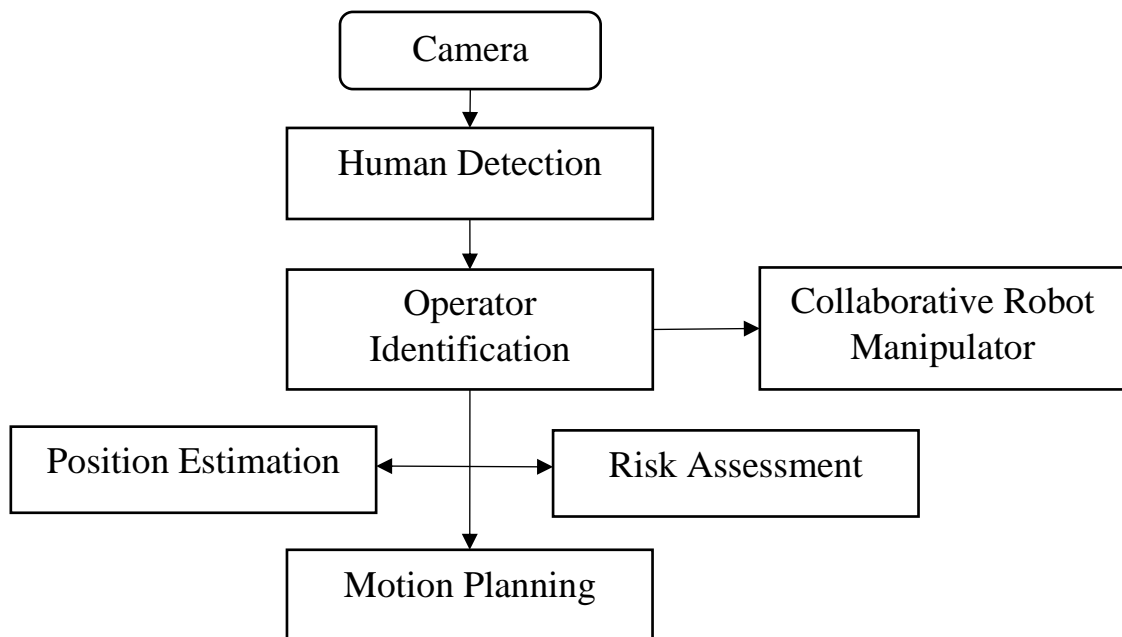 Camera
Human Detection
Operator
Identification
Collaborative Robot
Manipulator
Position Estimation
Risk Assessment
Motion Planning